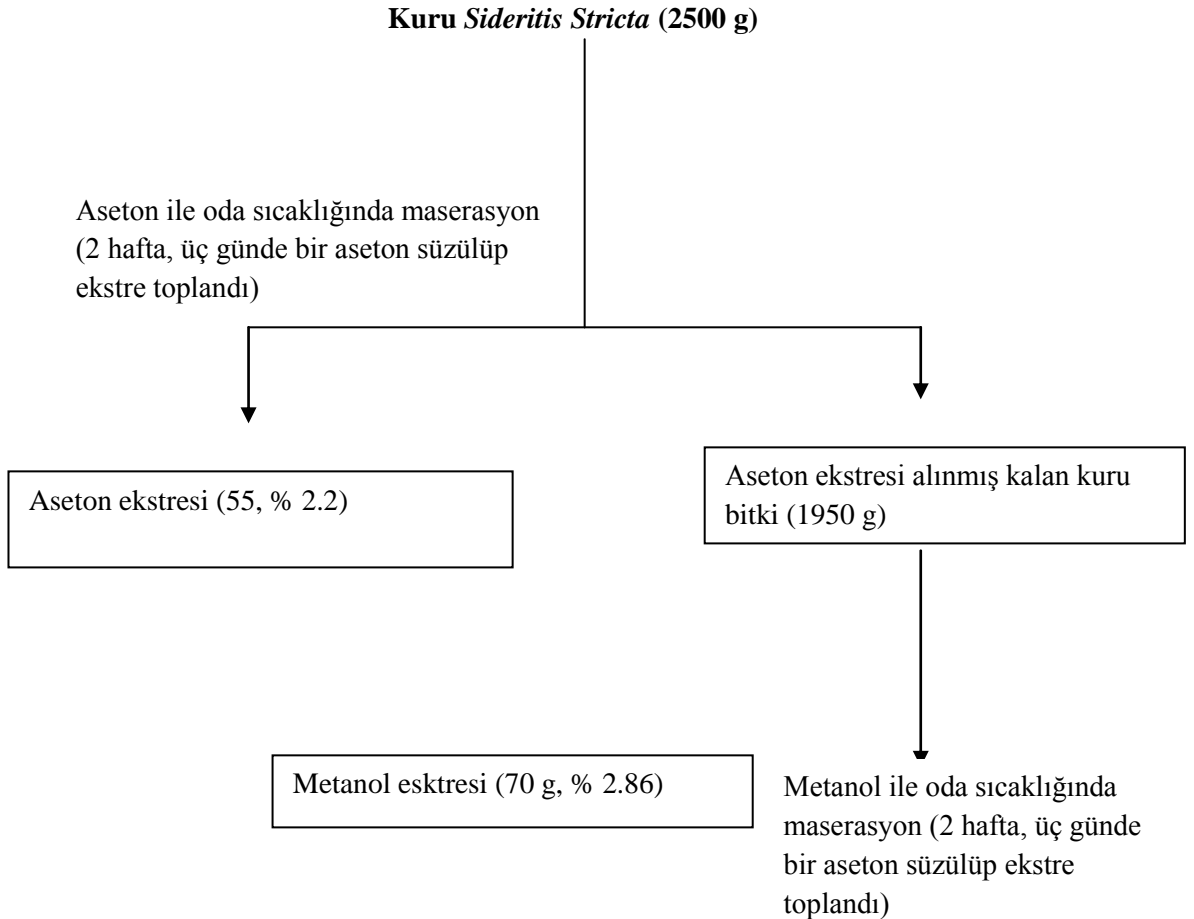 Kuru Sideritis Stricta (2500 g)
Aseton ile oda sıcaklığında maserasyon
(2 hafta, üç günde bir aseton süzülüp
ekstre toplandı)
Aseton ekstresi (55, % 2.2)
Aseton ekstresi alınmış kalan kuru
bitki (1950 g)
Metanol esktresi (70 g, % 2.86)
Metanol ile oda sıcaklığında
maserasyon (2 hafta, üç günde
bir aseton süzülüp ekstre
toplandı)